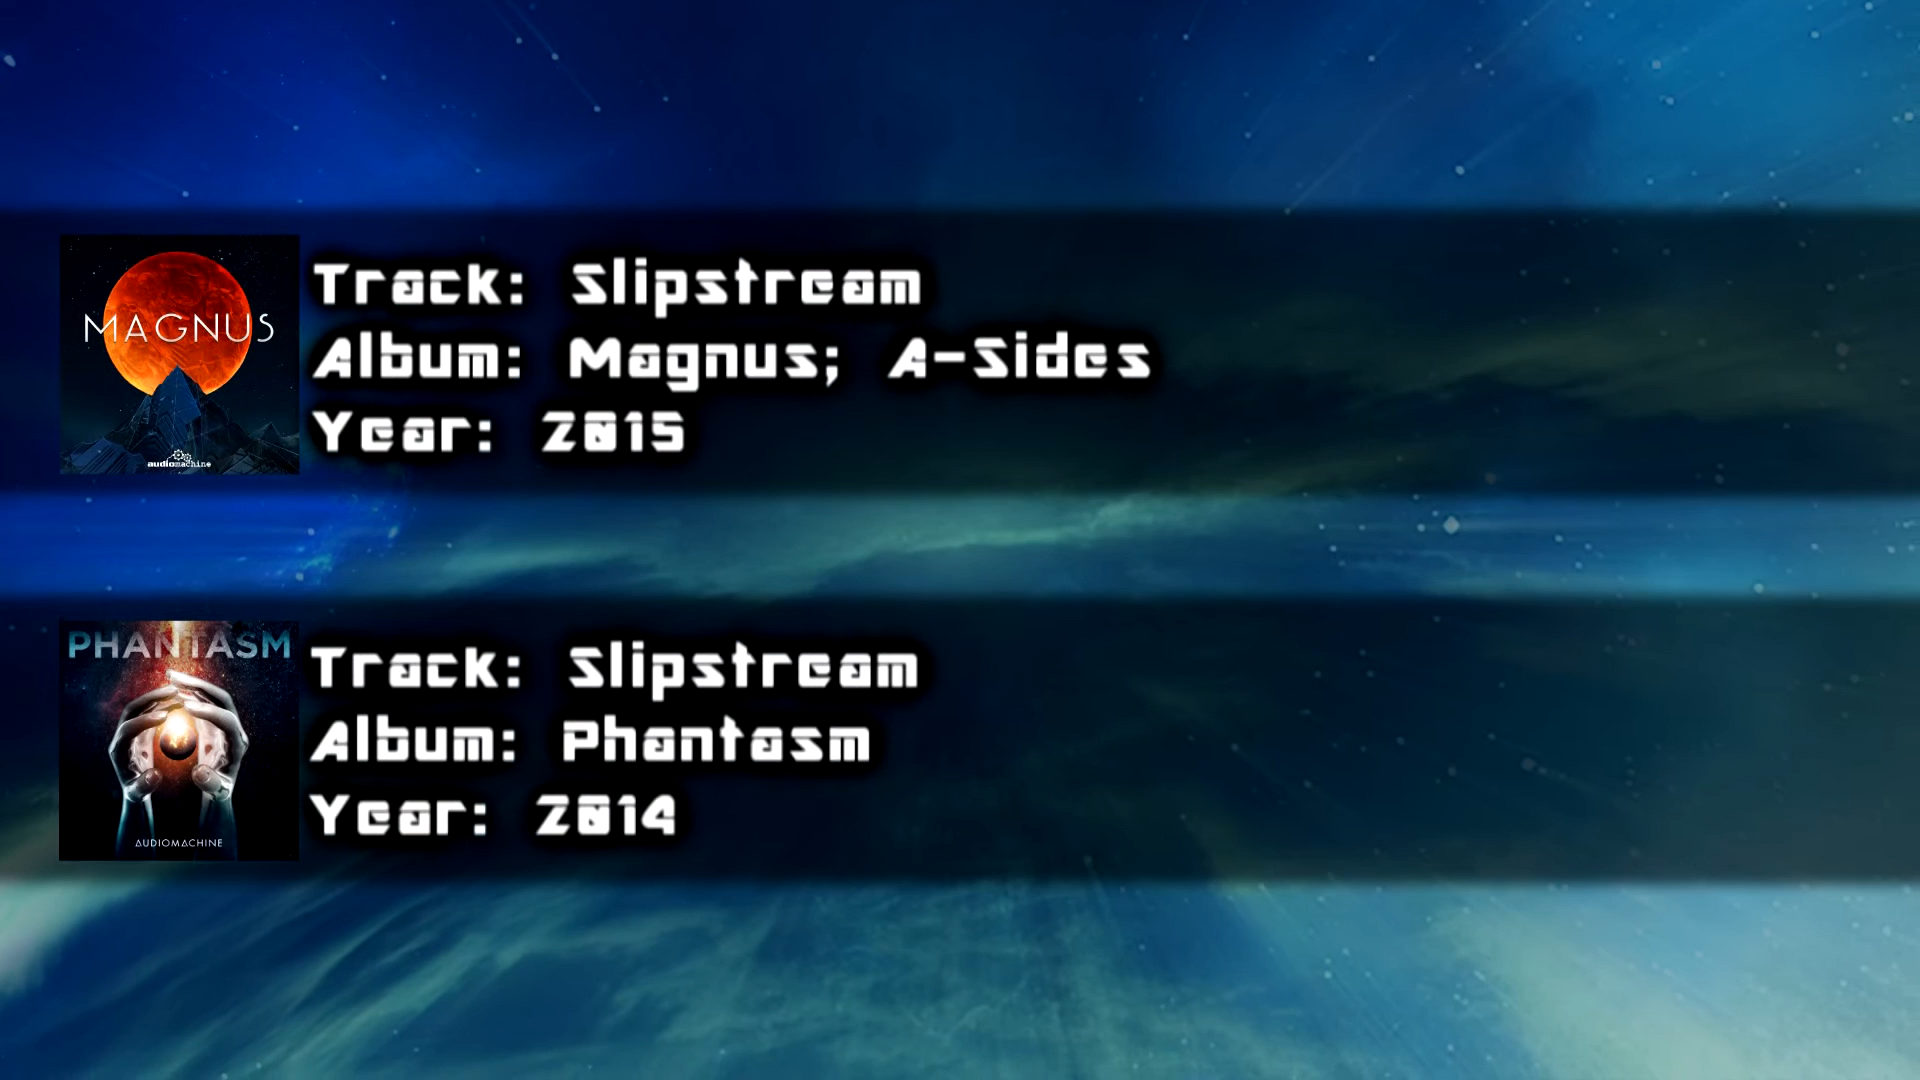 MAGNUS
audiomachine
Track: Slipstream
Album: Magnus; A-Sides
Year: 2015
PHANTASM
AUDIOMACHINE
Track: Slipstream
Album: Phantasm
Year: 2014